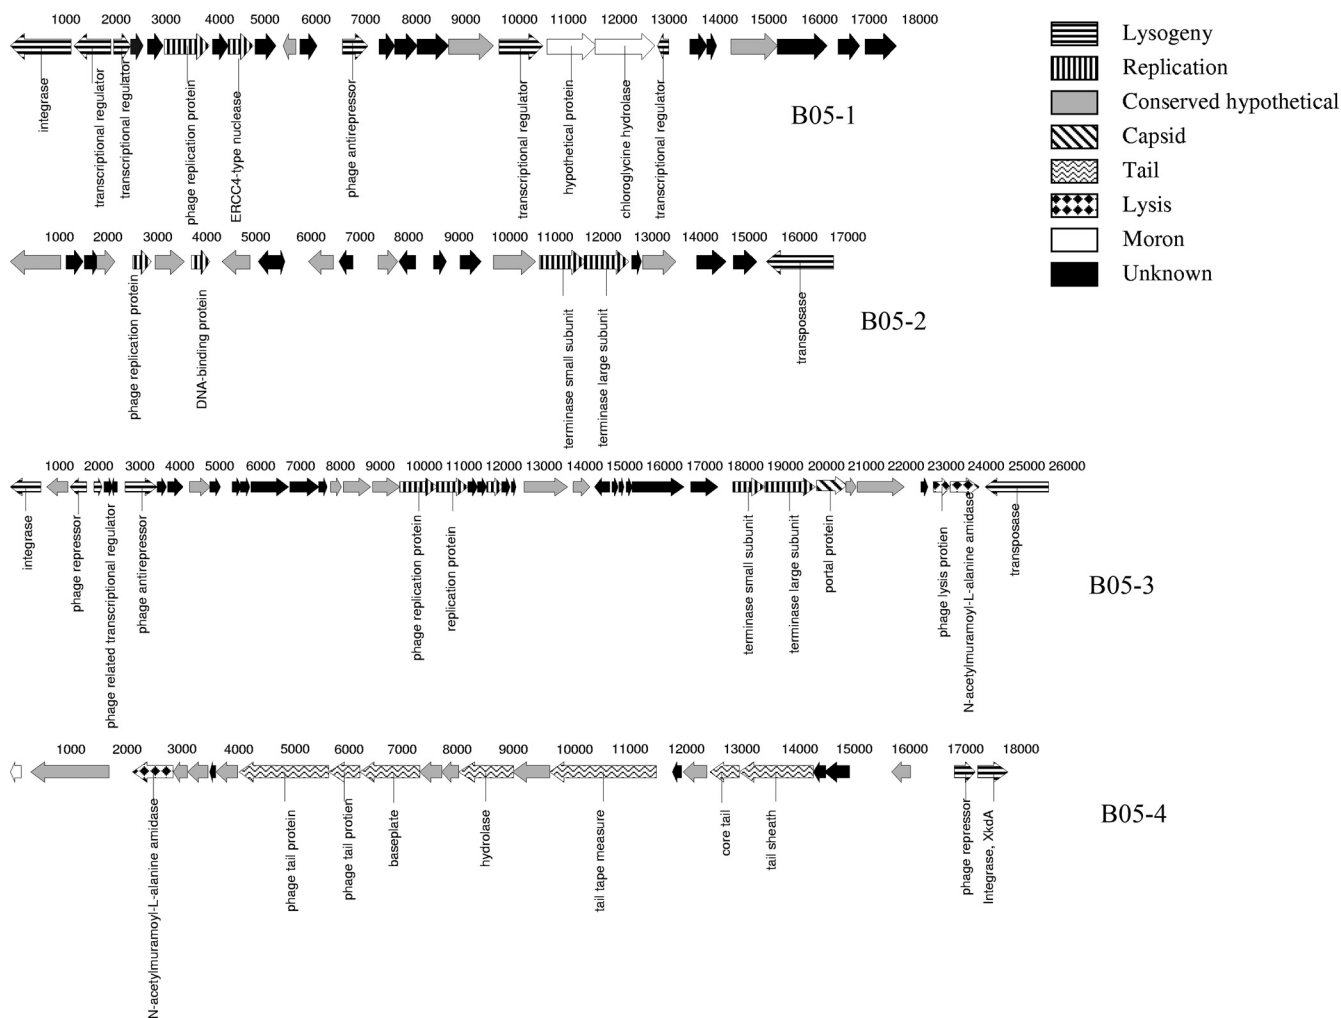 1000 2000 3000 4000 5000 6000 7000 8000 9000 10000 11000 12000 13000 14000 15000 16000 17000 18000
integrase
transcriptional regulator
transcriptional regulator
phage replication protein
ERCC4-type nuclease
phage antirepressor
transcriptional regulator
hypothetical protein
chloroglycine hydrolase
transcriptional regulator
B05-1
Lysogeny
Replication
Conserved hypothetical
Capsid
Tail
Lysis
Moron
Unknown
1000 2000 3000 4000 5000 6000 7000 8000 9000 10000 11000 12000 13000 14000 15000 16000 17000
phage replication protein
DNA-binding protein
terminase small subunit
terminase large subunit
transposase
B05-2
1000 2000 3000 4000 5000 6000 7000 8000 9000 10000 11000 12000 13000 14000 15000 16000 17000 18000 19000 20000 21000 22000 23000 24000 25000 26000
integrase
phage repressor
phage related transcriptional regulator
phage antirepressor
phage replication protein
replication protein
terminase small subunit
terminase large subunit
portal protein
phage lysis protien
N-acetylmuramoyl-L-alanine amidase
transposase
B05-3
1000 2000 3000 4000 5000 6000 7000 8000 9000 10000 11000 12000 13000 14000 15000 16000 17000 18000
N-acetylmuramoyl-L-alanine amidase
phage tail protein
phage tail protien
baseplate
hydrolase
tail tape measure
core tail
tail sheath
phage repressor
Integrase, XkdA
B05-4